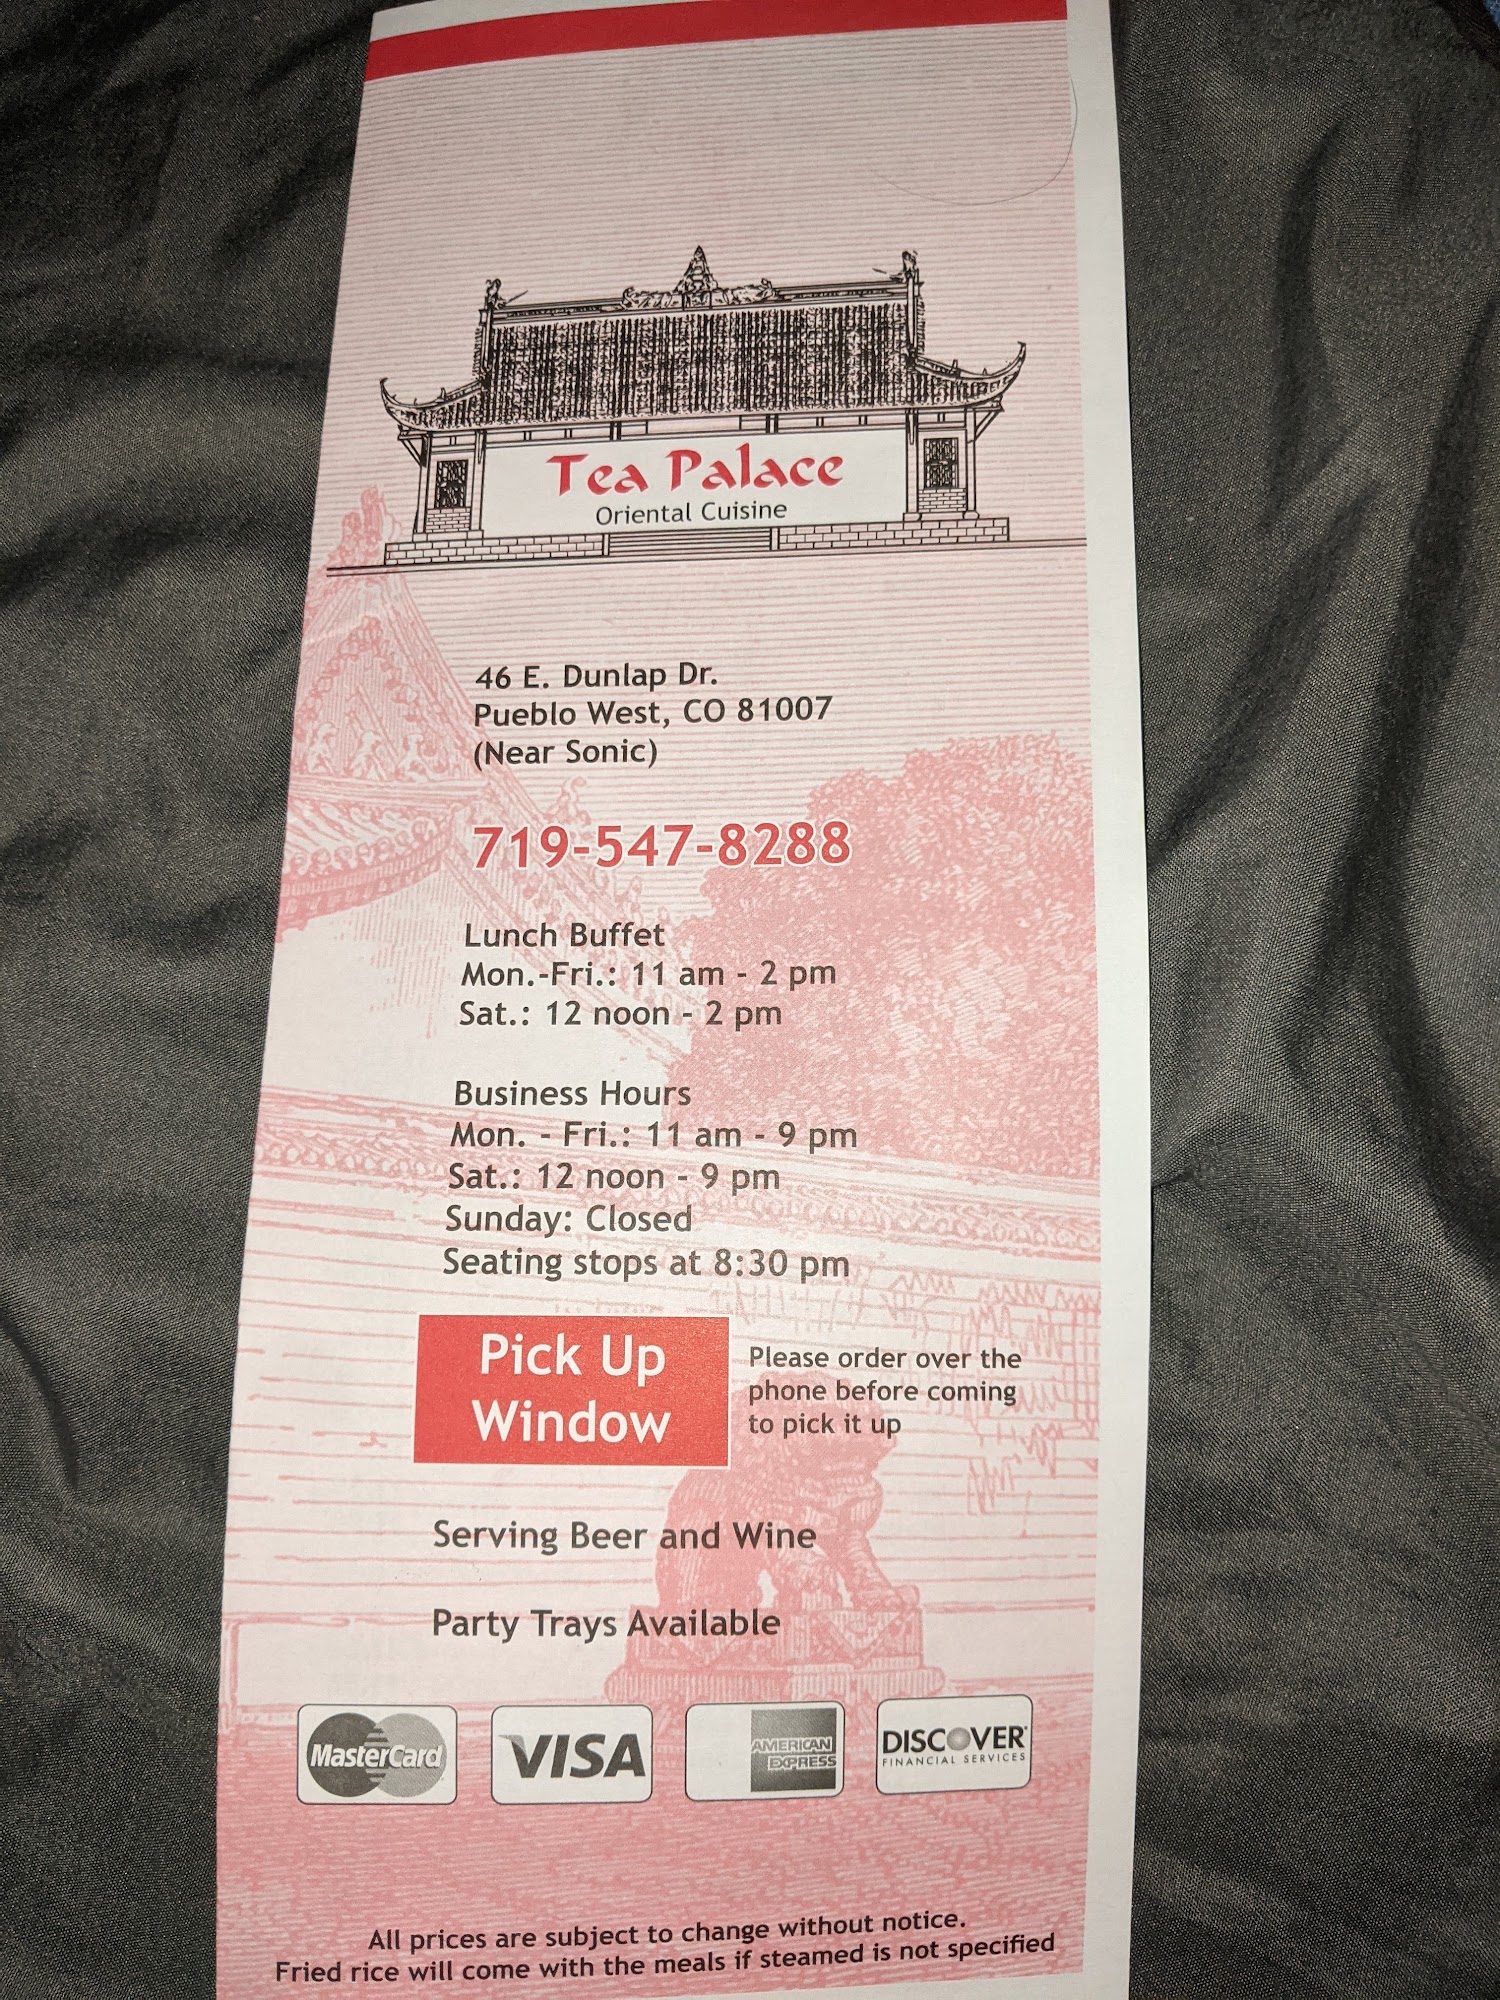 Tea Palace
Oriental Cuisine
46 E. Dunlap Dr.
Pueblo West, CO 81007
(Near Sonic)
719-547-8288
Lunch Buffet
Mon.-Fri.: 11 am - 2 pm
Sat.: 12 noon - 2 pm
Business Hours
Mon. - Fri.: 11 am - 9 pm
Sat.: 12 noon - 9 pm
Sunday: Closed
Seating stops at 8:30 pm
Pick Up
Window
Please order over the
phone before coming
to pick it up
Serving Beer and Wine
Party Trays Available
MasterCard
VISA
AMERICAN
EXPRESS
DISCOVER
FINANCIAL SERVICES
All prices are subject to change without notice.
Fried rice will come with the meals if steamed is not specified